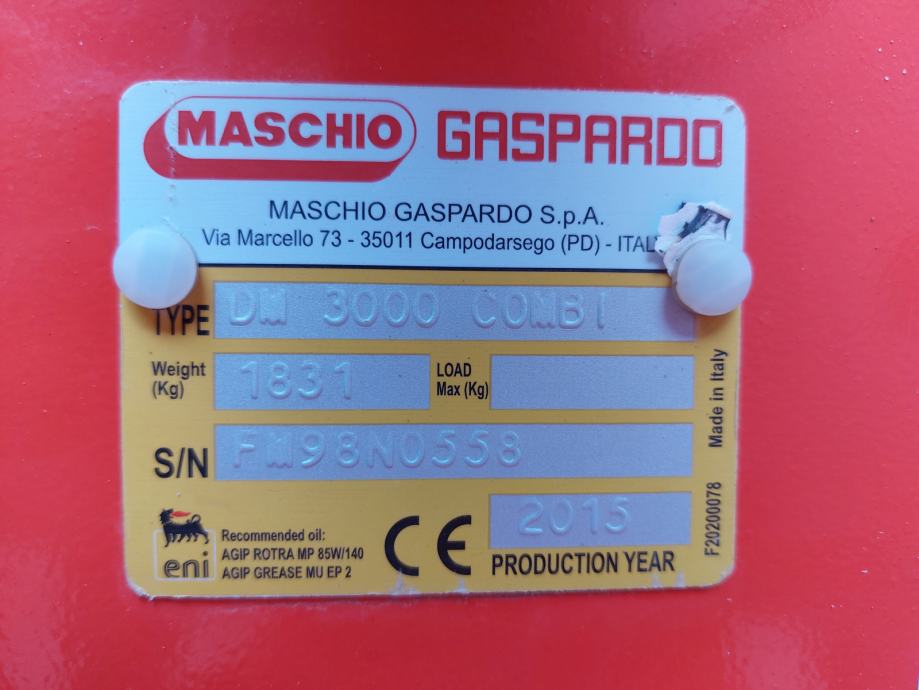 MASCHIO GASPARDO
MASCHIO GASPARDO S.p.A.
Via Marcello 73 - 35011 Campodarsego (PD) - ITAL
TYPE DM 3000 COMBI
Weight (Kg) 1831 LOAD Max (Kg)
S/N FM98N0558
2015
PRODUCTION YEAR
eni
Recommended oil:
AGIP ROTRA MP 85W/140
AGIP GREASE MU EP 2
CE
Made in Italy
F20200078